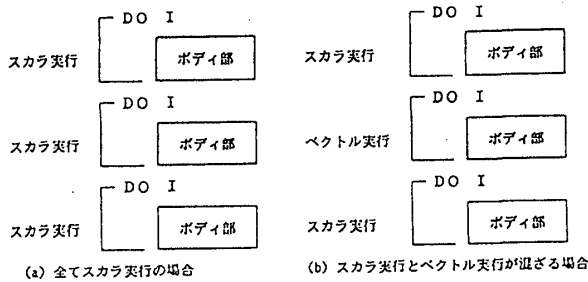 DO I
スカラ実行
ボディ部
DO I
スカラ実行
ボディ部
DO I
スカラ実行
ボディ部
(a) 全てスカラ実行の場合
DO I
スカラ実行
ボディ部
DO I
ベクトル実行
ボディ部
DO I
スカラ実行
ボディ部
(b) スカラ実行とベクトル実行が混ざる場合